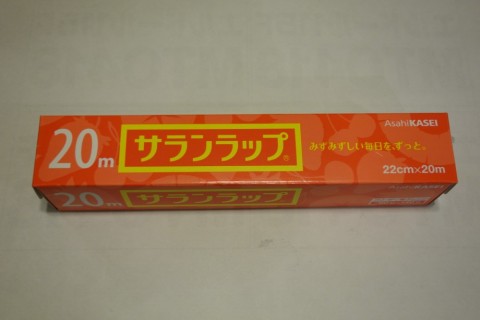 20m
サランラップ®
AsahiKASEI
みずみずしい毎日を、ずっと。
22cm×20m
20m
サランラップ®
AsahiKASEI